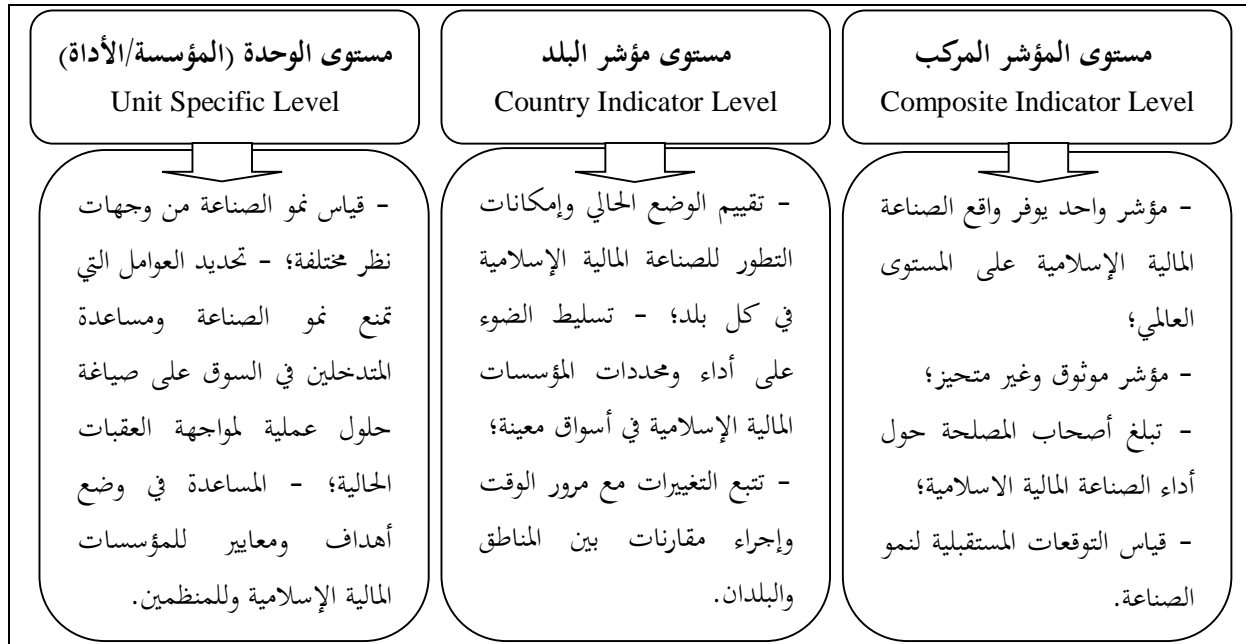 مستوى المؤشر المركب
Composite Indicator Level
- مؤشر واحد يوفر واقع الصناعة
المالية الإسلامية على المستوى
العالمي؛
- مؤشر موثوق وغير متحيز؛
- تبلغ أصحاب المصلحة حول
أداء الصناعة المالية الاسلامية؛
- قياس التوقعات المستقبلية لنمو
الصناعة.
مستوى مؤشر البلد
Country Indicator Level
- تقييم الوضع الحالي وإمكانات
التطور للصناعة المالية الإسلامية
في كل بلد؛ - تسليط الضوء
على أداء ومحددات المؤسسات
المالية الإسلامية في أسواق معينة؛
- تتبع التغييرات مع مرور الوقت
وإجراء مقارنات بين المناطق
والبلدان.
مستوى الوحدة (المؤسسة/الأداة)
Unit Specific Level
- قياس نمو الصناعة من وجهات
نظر مختلفة؛ - تحديد العوامل التي
تمنع نمو الصناعة ومساعدة
المتدخلين في السوق على صياغة
حلول عملية لمواجهة العقبات
الحالية؛ - المساعدة في وضع
أهداف ومعايير للمؤسسات
المالية الإسلامية وللمنظمين.